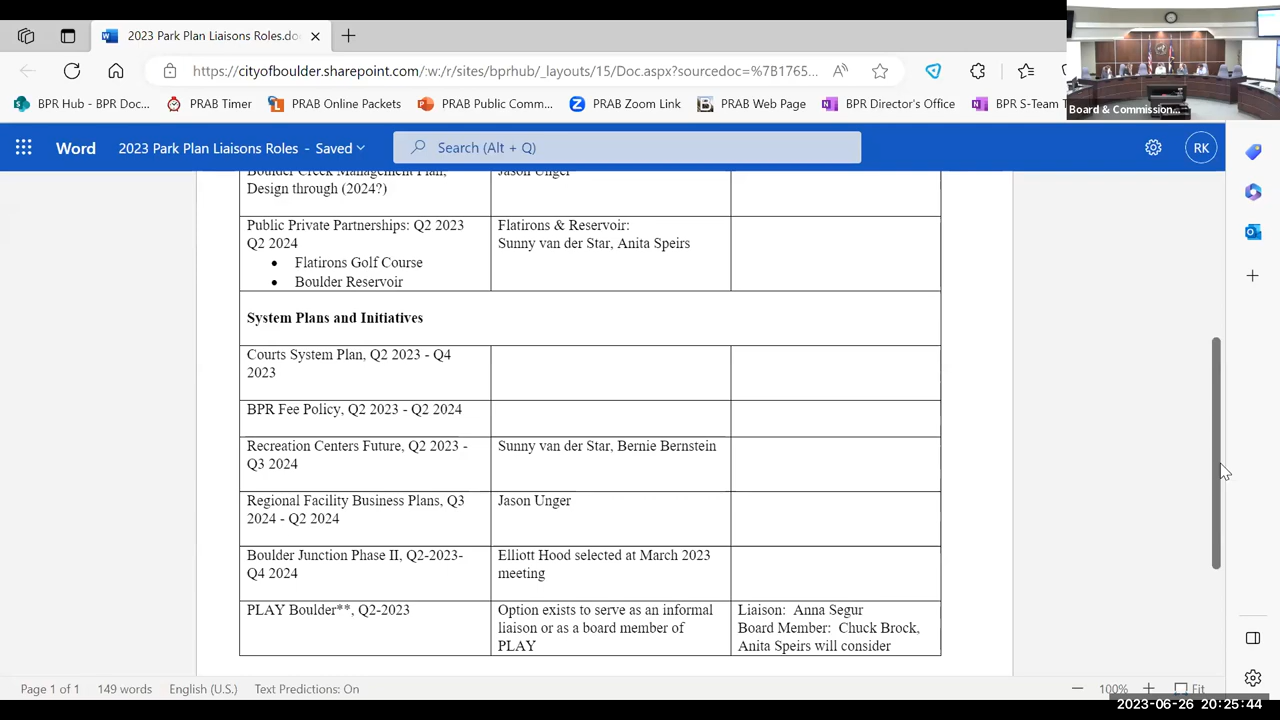 2023 Park Plan Liaisons Roles.do
https://cityofboulder.sharepoint.com/:w:/r/sites/bprhub/_layouts/15/Doc.aspx?sourcedoc=%7B1765...
BPR Hub - BPR Doc...
PRAB Timer
PRAB Online Packets
PRAB Public Comm...
PRAB Zoom Link
PRAB Web Page
BPR Director's Office
BPR S-Team
Board & Commission...
Word
2023 Park Plan Liaisons Roles - Saved
Search (Alt + Q)
RK
Boulder Creek Management Plan,
Design through (2024?)
Jason Unger
Public Private Partnerships: Q2 2023
Q2 2024
• Flatirons Golf Course
• Boulder Reservoir
Flatirons & Reservoir:
Sunny van der Star, Anita Speirs
System Plans and Initiatives
Courts System Plan, Q2 2023 - Q4
2023
BPR Fee Policy, Q2 2023 - Q2 2024
Recreation Centers Future, Q2 2023 -
Q3 2024
Sunny van der Star, Bernie Bernstein
Regional Facility Business Plans, Q3
2024 - Q2 2024
Jason Unger
Boulder Junction Phase II, Q2-2023-
Q4 2024
Elliott Hood selected at March 2023
meeting
PLAY Boulder**, Q2-2023
Option exists to serve as an informal
liaison or as a board member of
PLAY
Liaison: Anna Segur
Board Member: Chuck Brock,
Anita Speirs will consider
Page 1 of 1
149 words
English (U.S.)
Text Predictions: On
100%
Fit
2023-06-26 20:25:44